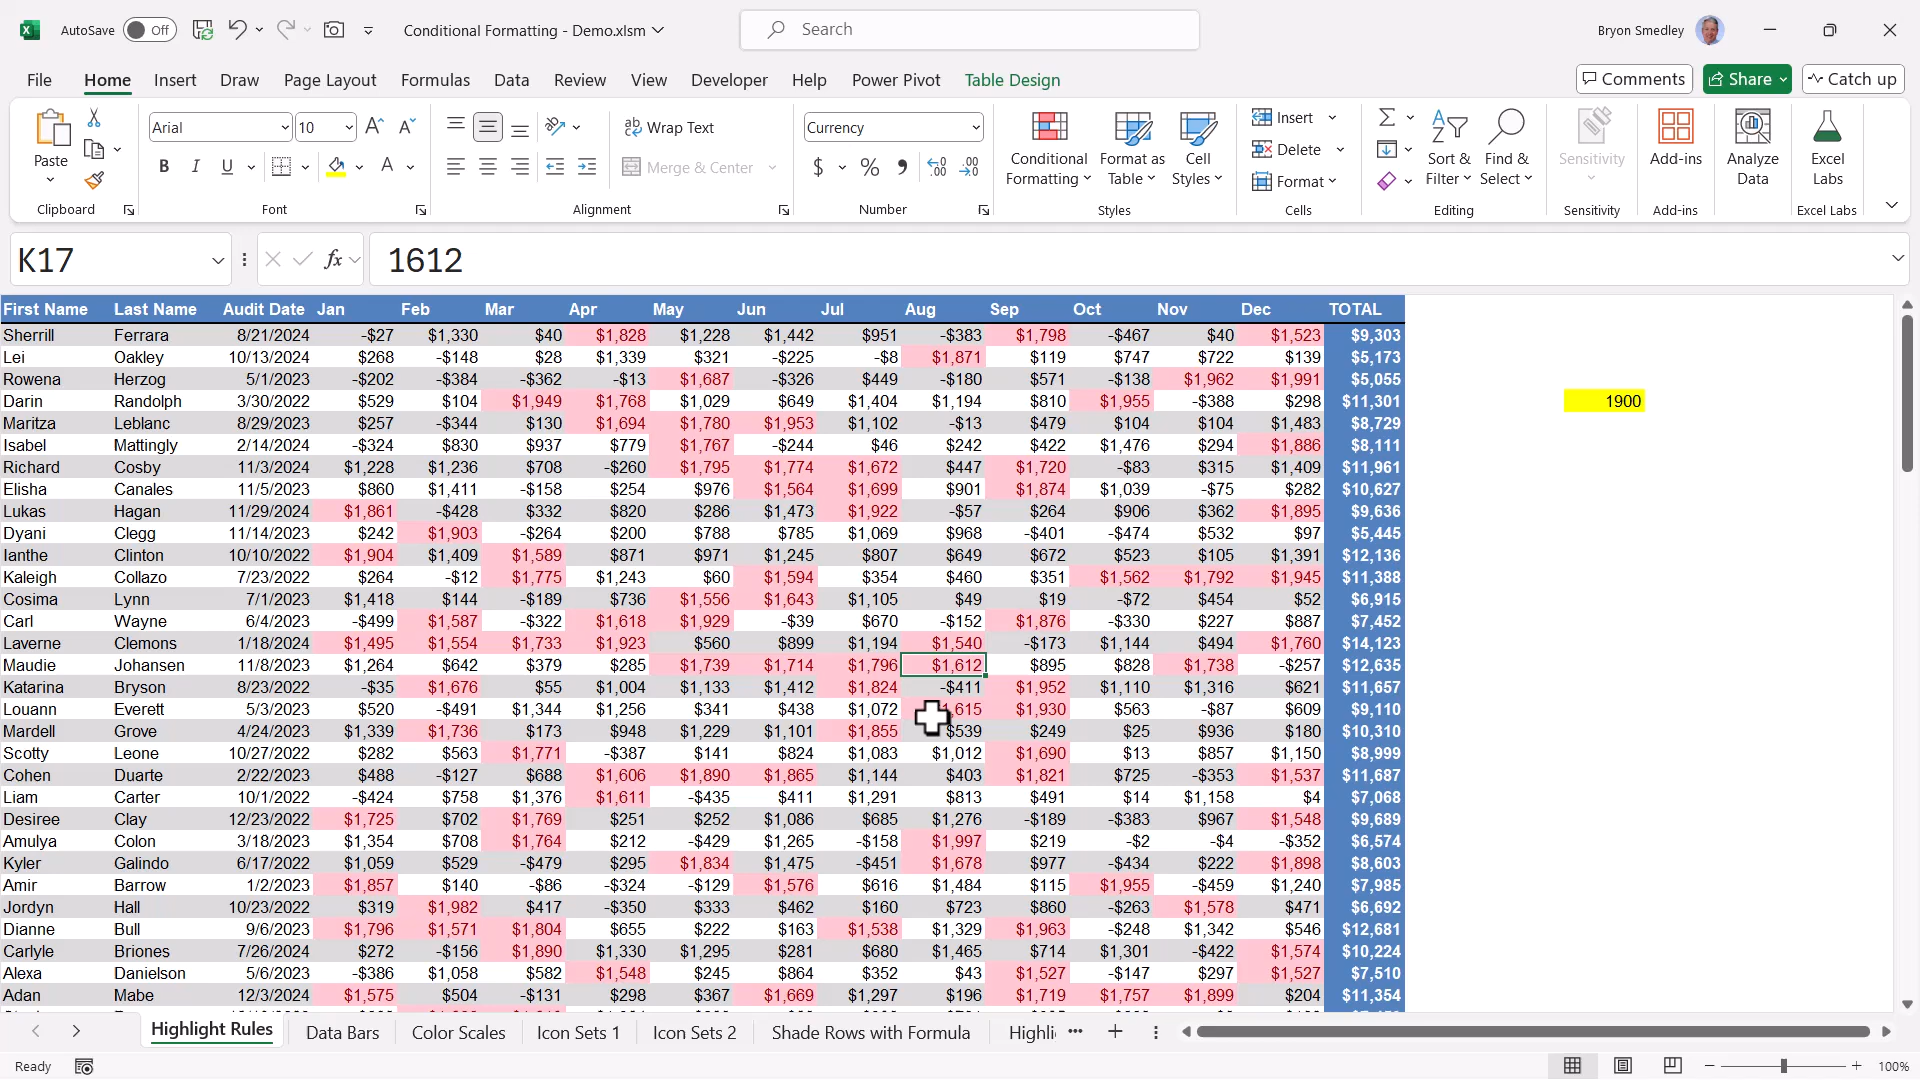 AutoSave Off Conditional Formatting - Demo.xlsm Search Bryon Smedley
File Home Insert Draw Page Layout Formulas Data Review View Developer Help Power Pivot Table Design Comments Share Catch up
Arial 10 Wrap Text Currency Insert
Paste Conditional Formatting Format as Table Cell Styles Delete Sort & Filter Find & Select Sensitivity Add-ins Analyze Data Excel Labs
B I U A Merge & Center $ % Format
Clipboard Font Alignment Number Styles Cells Editing Sensitivity Add-ins Excel Labs
K17 fx 1612
First Name Last Name Audit Date Jan Feb Mar Apr May Jun Jul Aug Sep Oct Nov Dec TOTAL
Sherrill Ferrara 8/21/2024 -$27 $1,330 $40 $1,828 $1,228 $1,442 $951 -$383 $1,798 -$467 $40 $1,523 $9,303
Lei Oakley 10/13/2024 $268 -$148 $28 $1,339 $321 -$225 -$8 $1,871 $119 $747 $722 $139 $5,173
Rowena Herzog 5/1/2023 -$202 -$384 -$362 -$13 $1,687 -$326 $449 -$180 $571 -$138 $1,962 $1,991 $5,055
Darin Randolph 3/30/2022 $529 $104 $1,949 $1,768 $1,029 $649 $1,404 $1,194 $810 $1,955 -$388 $298 $11,301 1900
Maritza Leblanc 8/29/2023 $257 -$344 $130 $1,694 $1,780 $1,953 $1,102 -$13 $479 $104 $104 $1,483 $8,729
Isabel Mattingly 2/14/2024 -$324 $830 $937 $779 $1,767 -$244 $46 $242 $422 $1,476 $294 $1,886 $8,111
Richard Cosby 11/3/2024 $1,228 $1,236 $708 -$260 $1,795 $1,774 $1,672 $447 $1,720 -$83 $315 $1,409 $11,961
Elisha Canales 11/5/2023 $860 $1,411 -$158 $254 $976 $1,564 $1,699 $901 $1,874 $1,039 -$75 $282 $10,627
Lukas Hagan 11/29/2024 $1,861 -$428 $332 $820 $286 $1,473 $1,922 -$57 $264 $906 $362 $1,895 $9,636
Dyani Clegg 11/14/2023 $242 $1,903 -$264 $200 $788 $785 $1,069 $968 -$401 -$474 $532 $97 $5,445
Ianthe Clinton 10/10/2022 $1,904 $1,409 $1,589 $871 $971 $1,245 $807 $649 $672 $523 $105 $1,391 $12,136
Kaleigh Collazo 7/23/2022 $264 -$12 $1,775 $1,243 $60 $1,594 $354 $460 $351 $1,562 $1,792 $1,945 $11,388
Cosima Lynn 7/1/2023 $1,418 $144 -$189 $736 $1,556 $1,643 $1,105 $49 $19 -$72 $454 $52 $6,915
Carl Wayne 6/4/2023 -$499 $1,587 -$322 $1,618 $1,929 -$39 $670 -$152 $1,876 -$330 $227 $887 $7,452
Laverne Clemons 1/18/2024 $1,495 $1,554 $1,733 $1,923 $560 $899 $1,194 $1,540 -$173 $1,144 $494 $1,760 $14,123
Maudie Johansen 11/8/2023 $1,264 $642 $379 $285 $1,739 $1,714 $1,796 $1,612 $895 $828 $1,738 -$257 $12,635
Katarina Bryson 8/23/2022 -$35 $1,676 $55 $1,004 $1,133 $1,412 $1,824 -$411 $1,952 $1,110 $1,316 $621 $11,657
Louann Everett 5/3/2023 $520 -$491 $1,344 $1,256 $341 $438 $1,072 615 $1,930 $563 -$87 $609 $9,110
Mardell Grove 4/24/2023 $1,339 $1,736 $173 $948 $1,229 $1,101 $1,855 $539 $249 $25 $936 $180 $10,310
Scotty Leone 10/27/2022 $282 $563 $1,771 -$387 $141 $824 $1,083 $1,012 $1,690 $13 $857 $1,150 $8,999
Cohen Duarte 2/22/2023 $488 -$127 $688 $1,606 $1,890 $1,865 $1,144 $403 $1,821 $725 -$353 $1,537 $11,687
Liam Carter 10/1/2022 -$424 $758 $1,376 $1,611 -$435 $411 $1,291 $813 $491 $14 $1,158 $4 $7,068
Desiree Clay 12/23/2022 $1,725 $702 $1,769 $251 $252 $1,086 $685 $1,276 -$189 -$383 $967 $1,548 $9,689
Amulya Colon 3/18/2023 $1,354 $708 $1,764 $212 -$429 $1,265 -$158 $1,997 $219 -$2 -$4 -$352 $6,574
Kyler Galindo 6/17/2022 $1,059 $529 -$479 $295 $1,834 $1,475 -$451 $1,678 $977 -$434 $222 $1,898 $8,603
Amir Barrow 1/2/2023 $1,857 $140 -$86 -$324 -$129 $1,576 $616 $1,484 $115 $1,955 -$459 $1,240 $7,985
Jordyn Hall 10/23/2022 $319 $1,982 $417 -$350 $333 $462 $160 $723 $860 -$263 $1,578 $471 $6,692
Dianne Bull 9/6/2023 $1,796 $1,571 $1,804 $655 $222 $163 $1,538 $1,329 $1,963 -$248 $1,342 $546 $12,681
Carlyle Briones 7/26/2024 $272 -$156 $1,890 $1,330 $1,295 $281 $680 $1,465 $714 $1,301 -$422 $1,574 $10,224
Alexa Danielson 5/6/2023 -$386 $1,058 $582 $1,548 $245 $864 $352 $43 $1,527 -$147 $297 $1,527 $7,510
Adan Mabe 12/3/2024 $1,575 $504 -$131 $298 $367 $1,669 $1,297 $196 $1,719 $1,757 $1,899 $204 $11,354
Highlight Rules Data Bars Color Scales Icon Sets 1 Icon Sets 2 Shade Rows with Formula Highli
Ready 100%